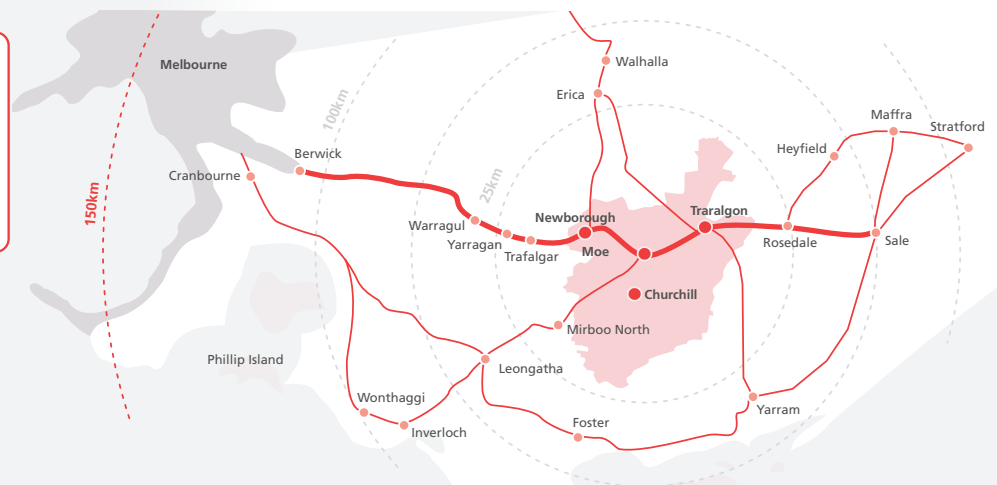 Melbourne
Walhalla
Erica
100km
Maffra
Stratford
Heyfield
Berwick
Cranbourne
25km
150km
Newborough
Traralgon
Warragul
Yarragan
Trafalgar
Moe
Rosedale
Sale
Churchill
Mirboo North
Phillip Island
Leongatha
Wonthaggi
Inverloch
Foster
Yarram